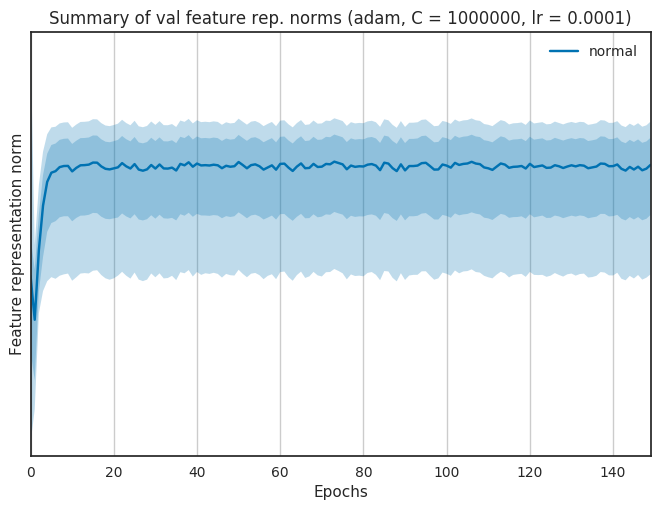 Summary of val feature rep. norms (adam, C = 1000000, lr = 0.0001)
normal
Feature representation norm
0 20 40 60 80 100 120 140
Epochs